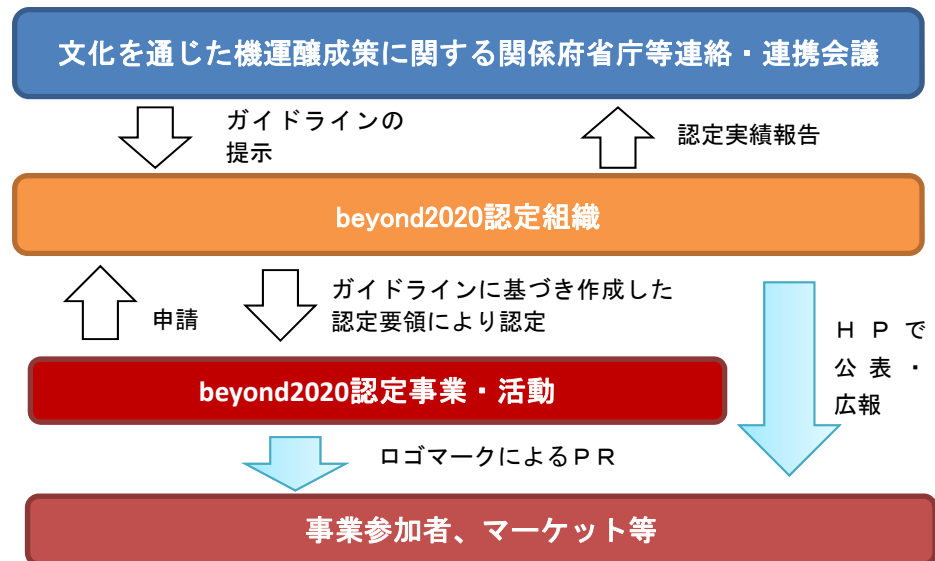 文化を通じた機運醸成策に関する関係府省庁等連絡・連携会議
ガイドラインの
提示
認定実績報告
beyond2020認定組織
申請
ガイドラインに基づき作成した
認定要領により認定
ＨＰで
公表・
広報
beyond2020認定事業・活動
ロゴマークによるＰＲ
事業参加者、マーケット等